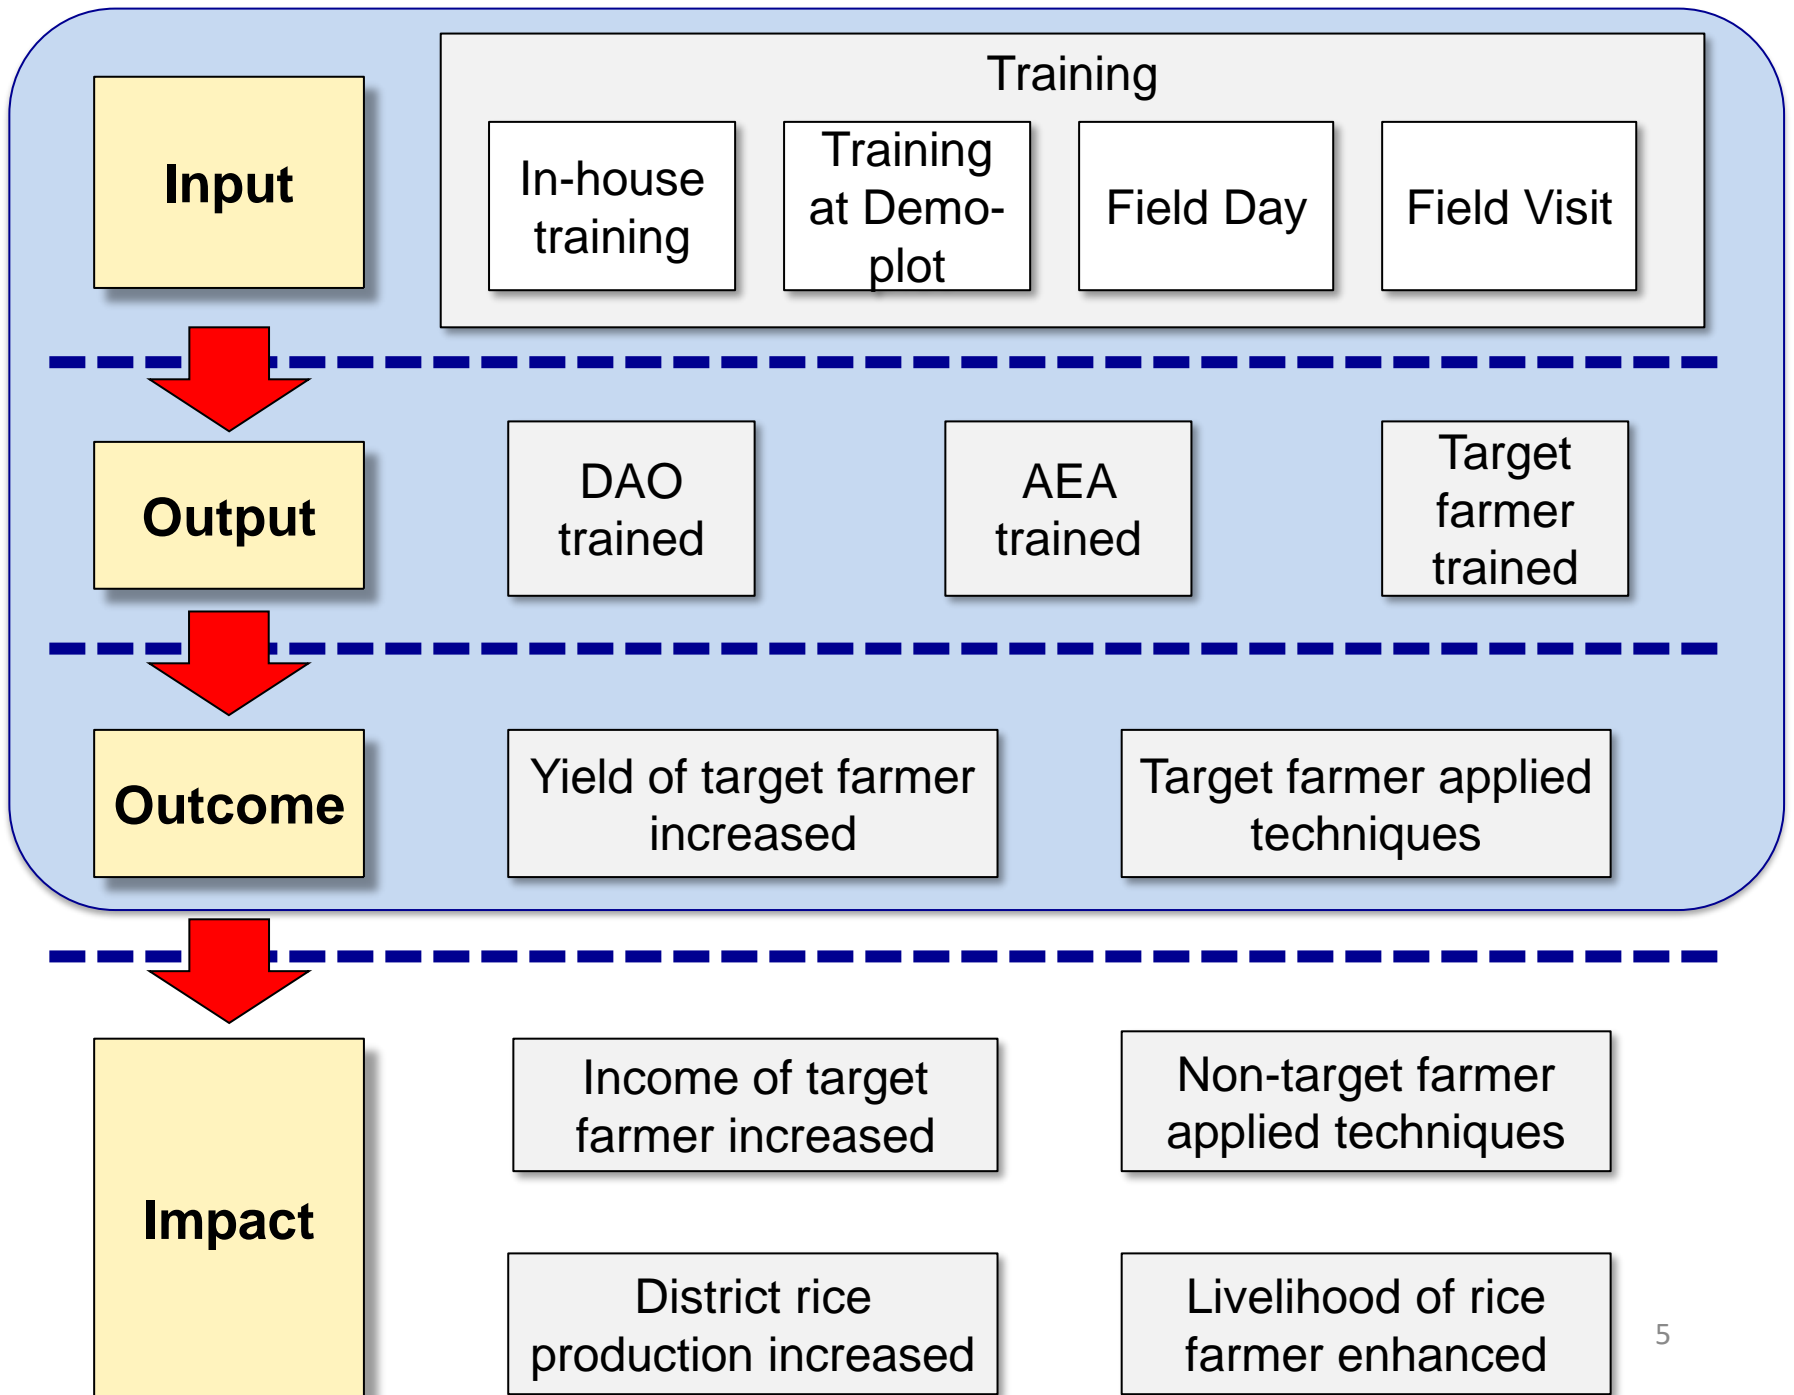 Training
Input
In-house
training
Training
at Demo-
plot
Field Day
Field Visit
Output
DAO
trained
AEA
trained
Target
farmer
trained
Outcome
Yield of target farmer
increased
Target farmer applied
techniques
Impact
Income of target
farmer increased
Non-target farmer
applied techniques
District rice
production increased
Livelihood of rice
farmer enhanced
5